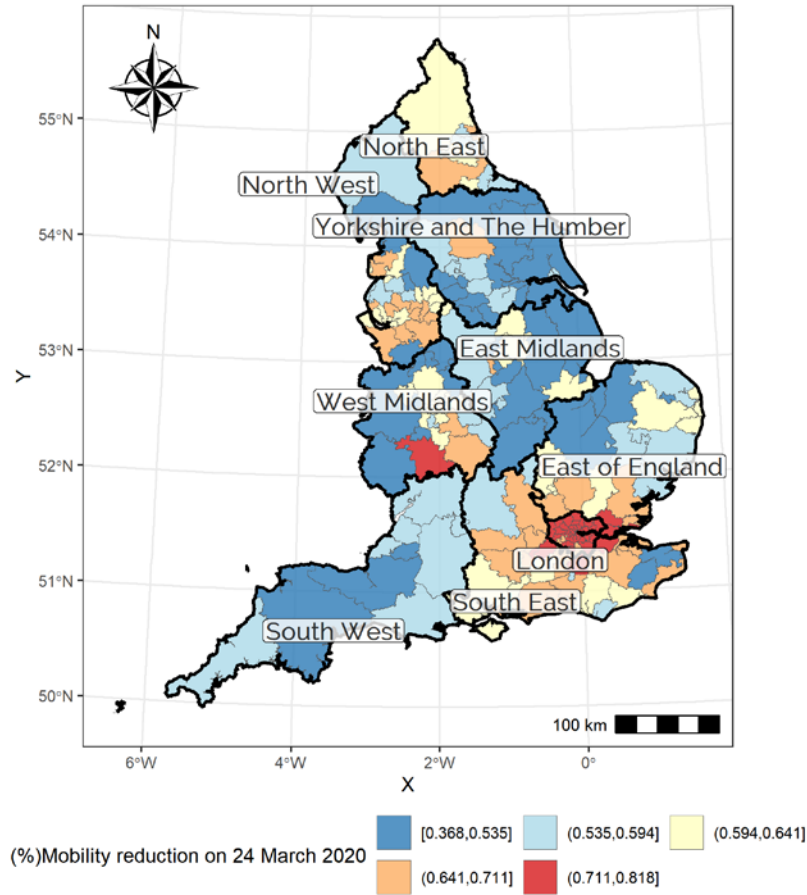 N
55°N
North East
North West
Yorkshire and The Humber
54°N
53°N
East Midlands
West Midlands
52°N
East of England
London
51°N
South East
South West
50°N
100 km
6°W 4°W 2°W 0°
X
Y
[0.368,0.535] (0.535,0.594] (0.594,0.641]
(%)Mobility reduction on 24 March 2020
(0.641,0.711] (0.711,0.818]